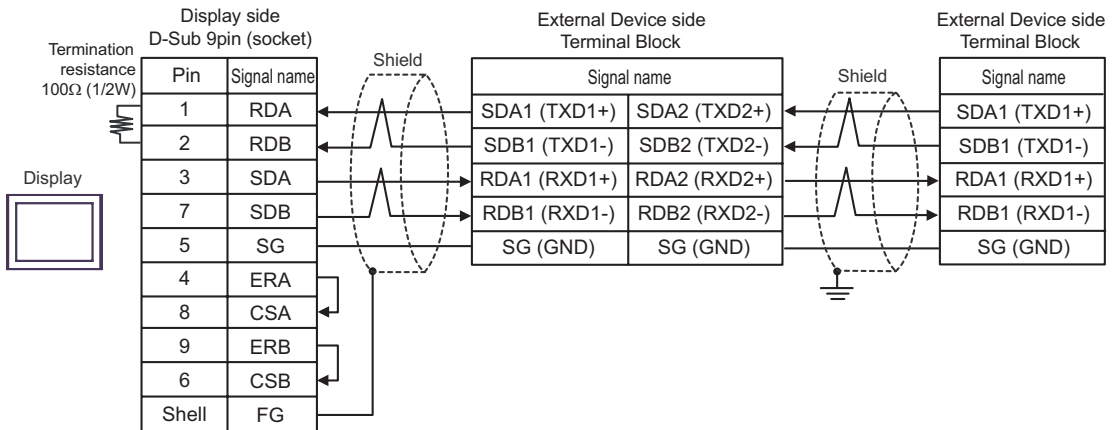 Display side
D-Sub 9pin (socket)
External Device side
Terminal Block
External Device side
Terminal Block
Termination
resistance
100Ω (1/2W)
Shield
Shield
Display
Pin Signal name
1 RDA
2 RDB
3 SDA
7 SDB
5 SG
4 ERA
8 CSA
9 ERB
6 CSB
Shell FG
Signal name
SDA1 (TXD1+) SDA2 (TXD2+)
SDB1 (TXD1-) SDB2 (TXD2-)
RDA1 (RXD1+) RDA2 (RXD2+)
RDB1 (RXD1-) RDB2 (RXD2-)
SG (GND) SG (GND)
Signal name
SDA1 (TXD1+)
SDB1 (TXD1-)
RDA1 (RXD1+)
RDB1 (RXD1-)
SG (GND)